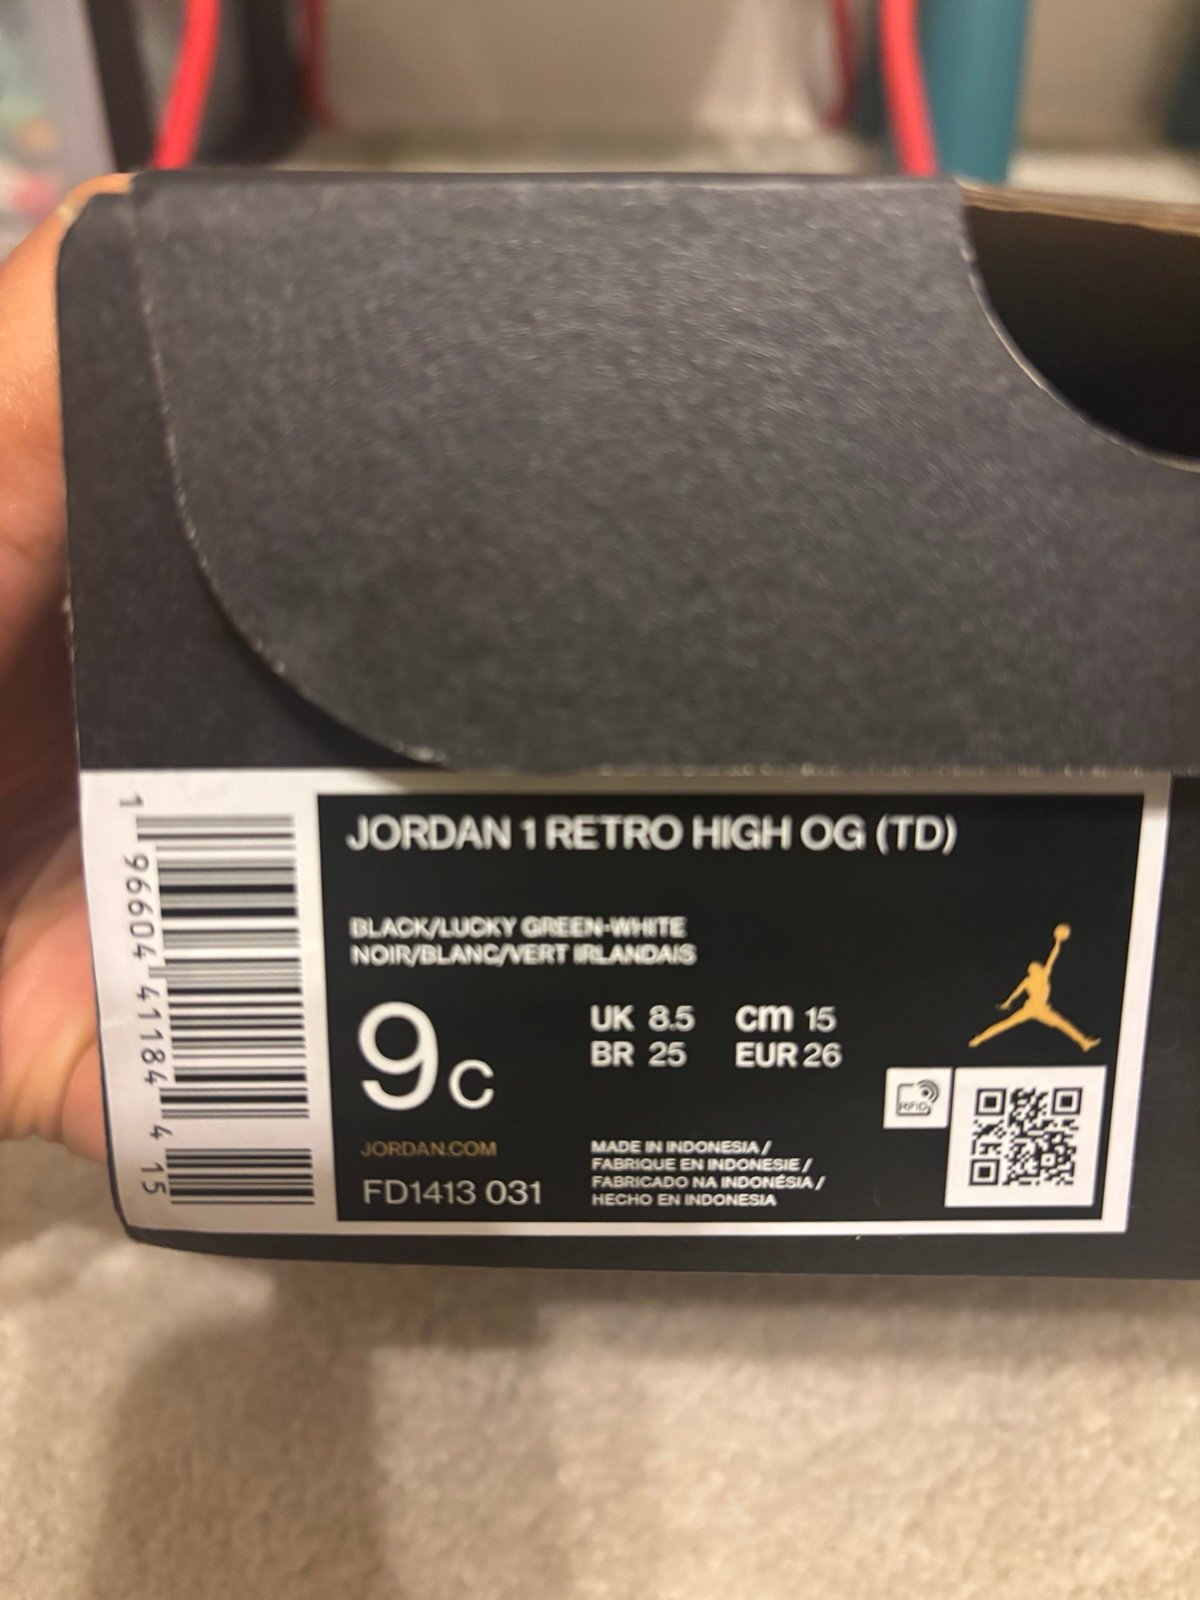 JORDAN 1 RETRO HIGH OG (TD)
BLACK/LUCKY GREEN-WHITE
NOIR/BLANC/VERT IRLANDAIS
9C
UK 8.5 cm 15
BR 25 EUR 26
RFID
JORDAN.COM
FD1413 031
MADE IN INDONESIA /
FABRIQUE EN INDONESIE /
FABRICADO NA INDONÉSIA /
HECHO EN INDONESIA
1 96604 41184 4 15